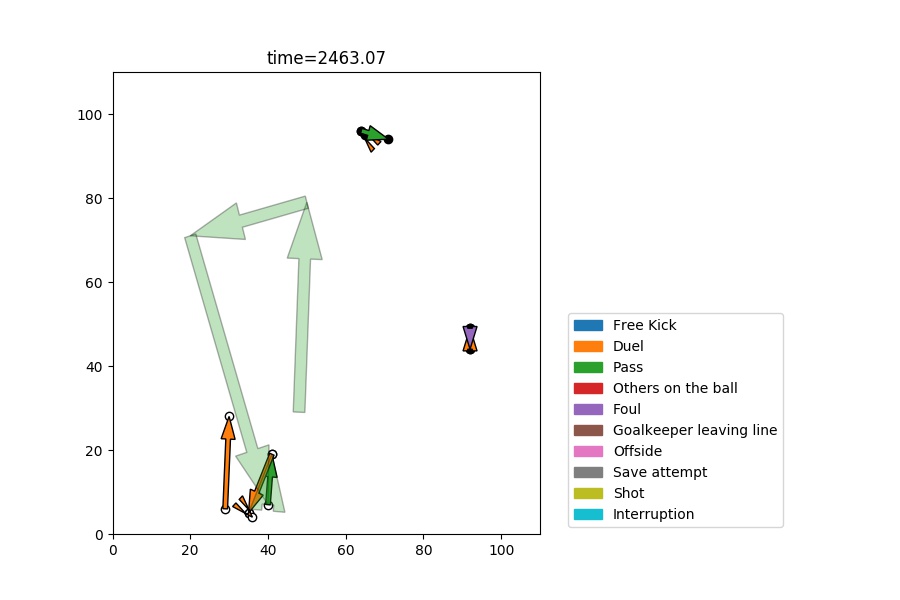 time=2463.07
100
80
60
40
20
0
0 20 40 60 80 100
Free Kick
Duel
Pass
Others on the ball
Foul
Goalkeeper leaving line
Offside
Save attempt
Shot
Interruption